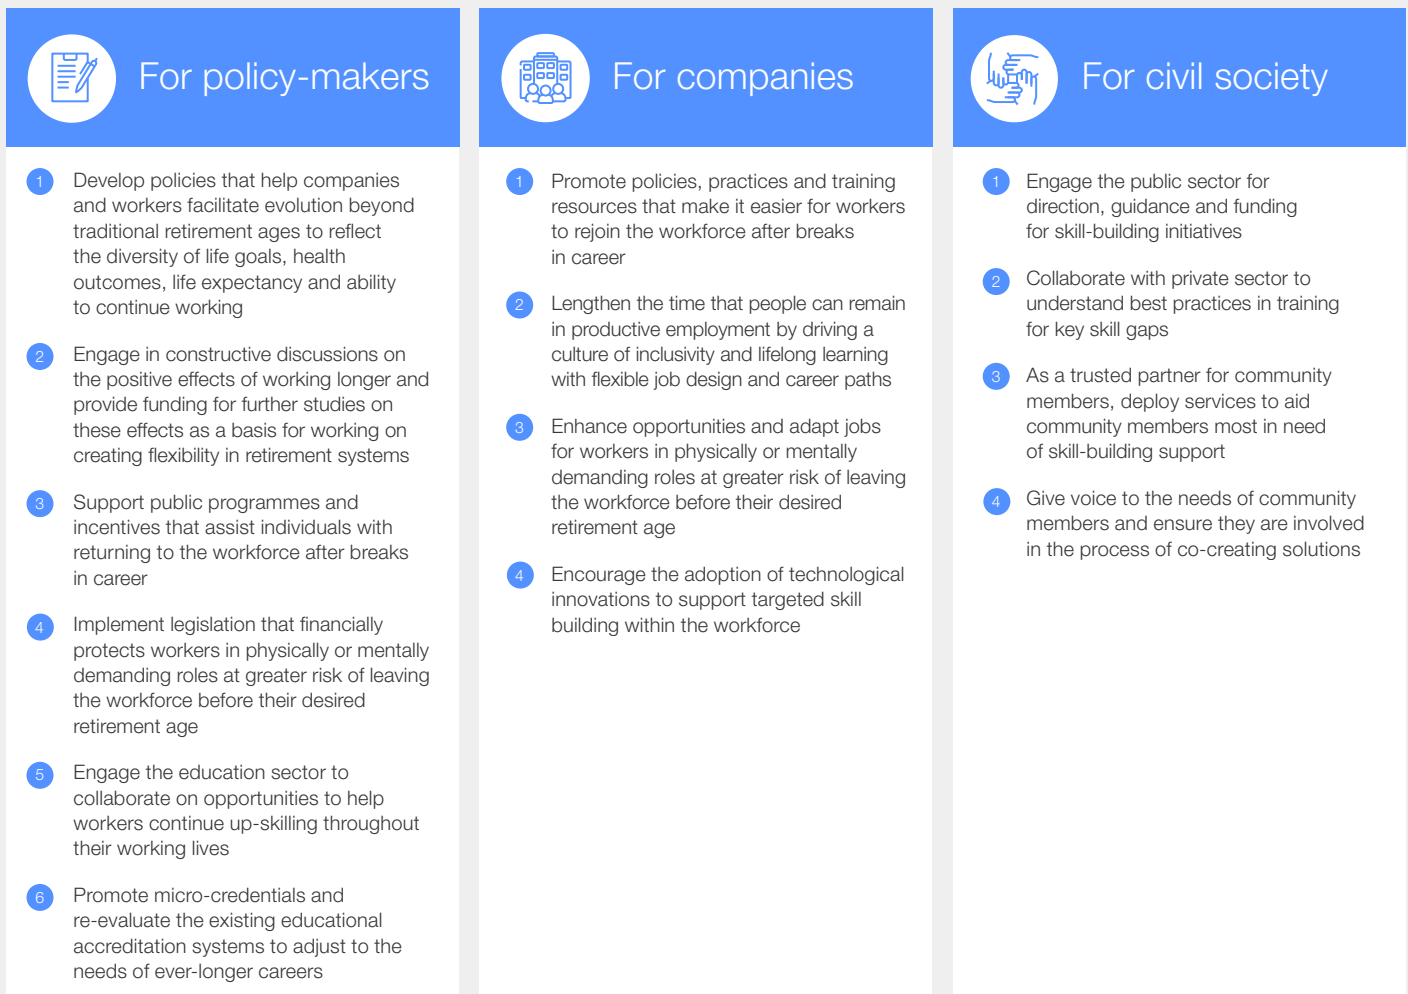 For policy-makers
1
Develop policies that help companies
and workers facilitate evolution beyond
traditional retirement ages to reflect
the diversity of life goals, health
outcomes, life expectancy and ability
to continue working
2
Engage in constructive discussions on
the positive effects of working longer and
provide funding for further studies on
these effects as a basis for working on
creating flexibility in retirement systems
3
Support public programmes and
incentives that assist individuals with
returning to the workforce after breaks
in career
4
Implement legislation that financially
protects workers in physically or mentally
demanding roles at greater risk of leaving
the workforce before their desired
retirement age
5
Engage the education sector to
collaborate on opportunities to help
workers continue up-skilling throughout
their working lives
6
Promote micro-credentials and
re-evaluate the existing educational
accreditation systems to adjust to the
needs of ever-longer careers
For companies
1
Promote policies, practices and training
resources that make it easier for workers
to rejoin the workforce after breaks
in career
2
Lengthen the time that people can remain
in productive employment by driving a
culture of inclusivity and lifelong learning
with flexible job design and career paths
3
Enhance opportunities and adapt jobs
for workers in physically or mentally
demanding roles at greater risk of leaving
the workforce before their desired
retirement age
4
Encourage the adoption of technological
innovations to support targeted skill
building within the workforce
For civil society
1
Engage the public sector for
direction, guidance and funding
for skill-building initiatives
2
Collaborate with private sector to
understand best practices in training
for key skill gaps
3
As a trusted partner for community
members, deploy services to aid
community members most in need
of skill-building support
4
Give voice to the needs of community
members and ensure they are involved
in the process of co-creating solutions